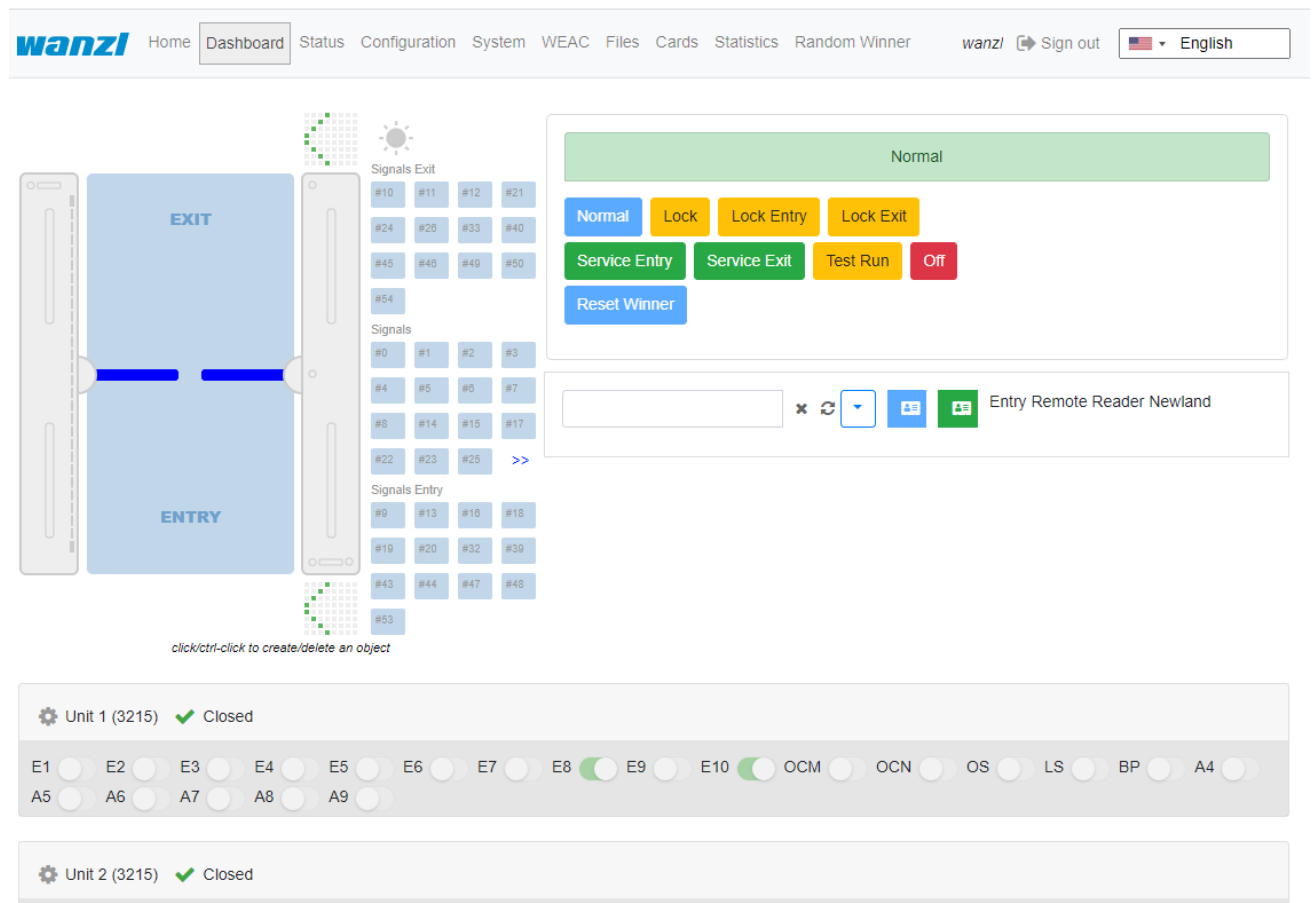 wanzl Home Dashboard Status Configuration System WEAC Files Cards Statistics Random Winner wanzl Sign out English
EXIT
ENTRY
click/ctrl-click to create/delete an object
Signals Exit
#10 #11 #12 #21
#24 #26 #33 #40
#45 #46 #49 #50
#54
Signals
#0 #1 #2 #3
#4 #5 #6 #7
#8 #14 #15 #17
#22 #23 #25 >>
Signals Entry
#9 #13 #16 #18
#19 #20 #32 #39
#43 #44 #47 #48
#53
Normal
Normal Lock Lock Entry Lock Exit
Service Entry Service Exit Test Run Off
Reset Winner
Entry Remote Reader Newland
Unit 1 (3215) Closed
E1 E2 E3 E4 E5 E6 E7 E8 E9 E10 OCM OCN OS LS BP A4
A5 A6 A7 A8 A9
Unit 2 (3215) Closed